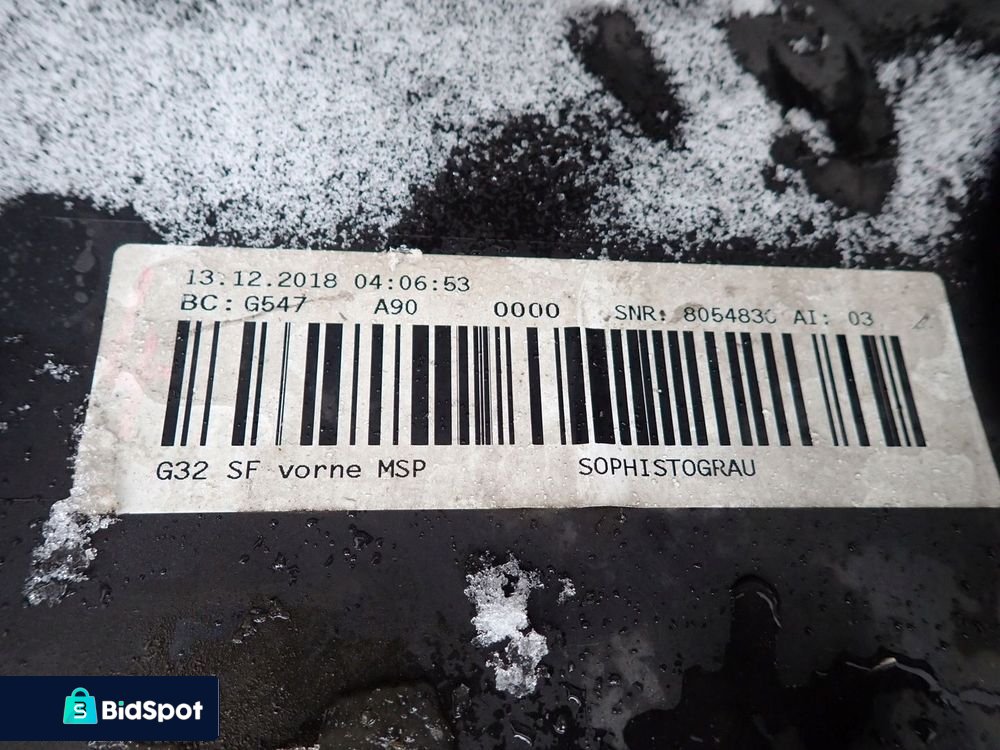 13.12.2018 04:06:53
BC: G547 A90 0000 SNR: 8054830 AI: 03
G32 SF vorne MSP SOPHISTOGRAU
BidSpot